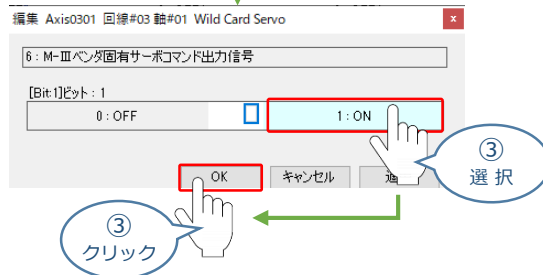 編集 Axis0301 回線#03 軸#01 Wild Card Servo
x
6 : M-Ⅲベンダ固有サーボコマンド出力信号
[Bit:1]ビット : 1
0 : OFF
1 : ON
③
選 択
OK
キャンセル
③
クリック